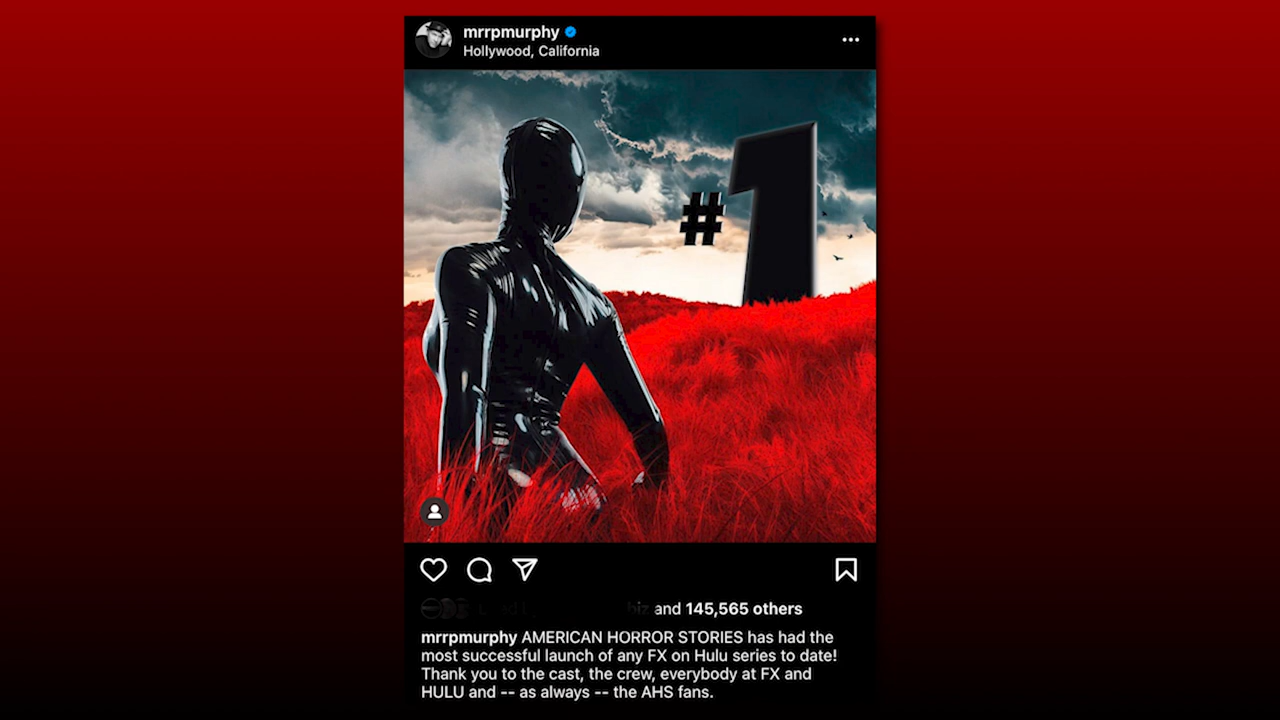 mrrpmurphy
Hollywood, California
#1
and 145,565 others
mrrpmurphy AMERICAN HORROR STORIES has had the
most successful launch of any FX on Hulu series to date!
Thank you to the cast, the crew, everybody at FX and
HULU and -- as always -- the AHS fans.